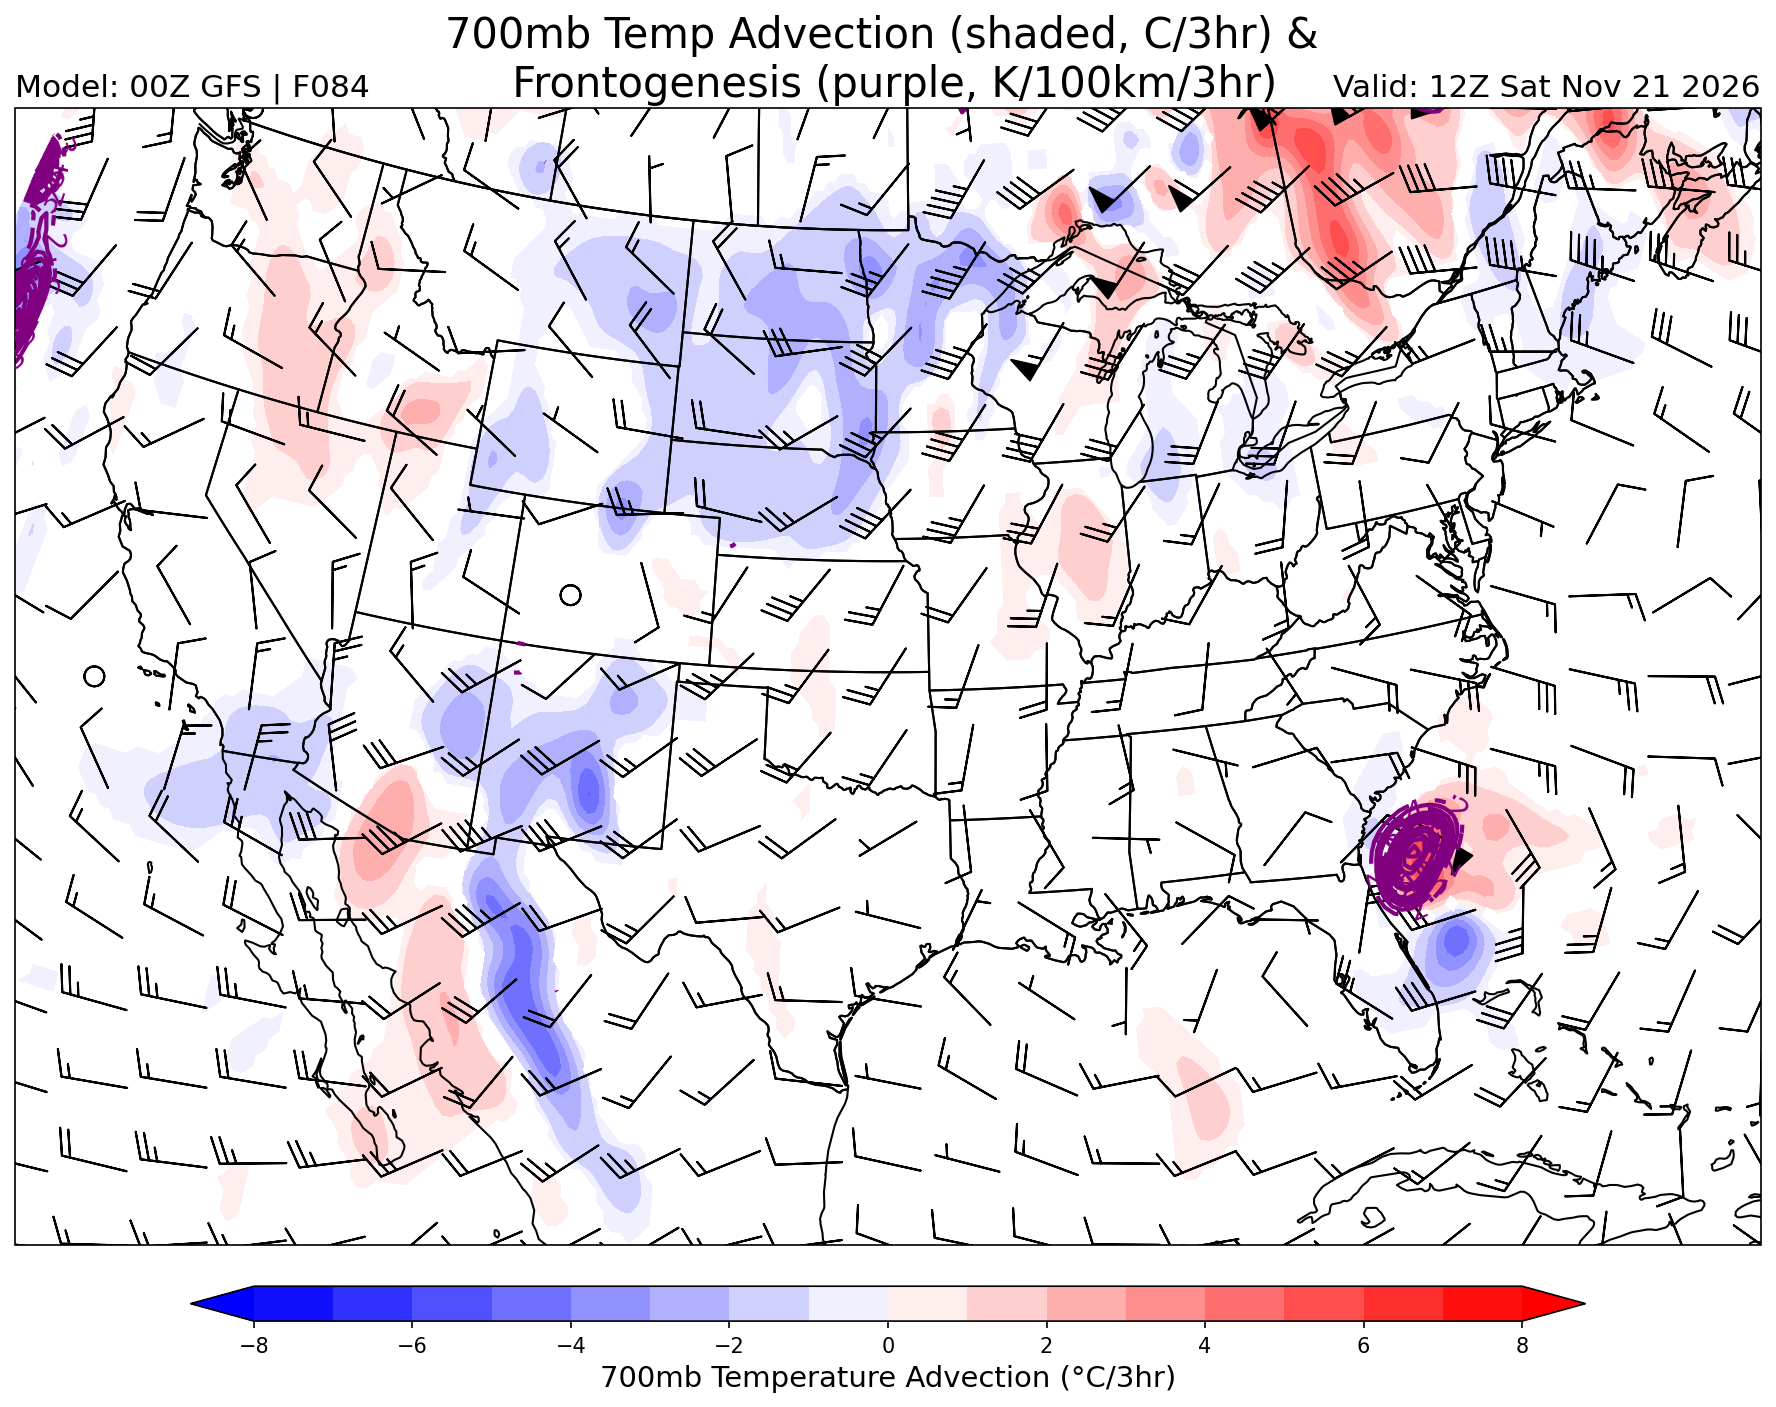 700mb Temp Advection (shaded, C/3hr) &
Frontogenesis (purple, K/100km/3hr)
Model: 00Z GFS | F084
Valid: 12Z Sat Nov 21 2026
−8 −6 −4 −2 0 2 4 6 8
700mb Temperature Advection (°C/3hr)